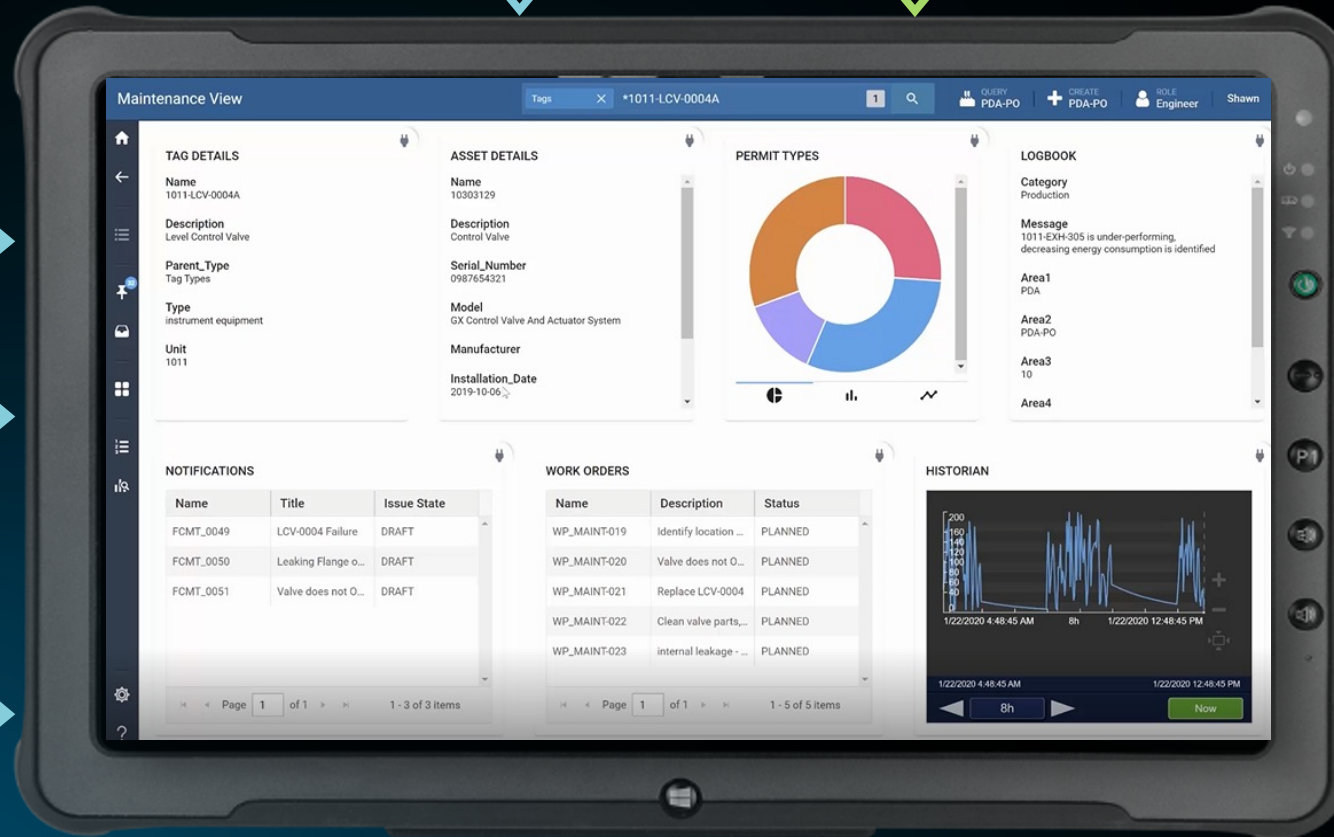 Maintenance View
Tags
*1011-LCV-0004A
1
QUERY
PDA-PO
CREATE
PDA-PO
ROLE
Engineer
Shawn
TAG DETAILS
Name
1011-LCV-0004A
Description
Level Control Valve
Parent_Type
Tag Types
Type
instrument equipment
Unit
1011
ASSET DETAILS
Name
10303129
Description
Control Valve
Serial_Number
0987654321
Model
GX Control Valve And Actuator System
Manufacturer
Installation_Date
2019-10-06
PERMIT TYPES
LOGBOOK
Category
Production
Message
1011-EXH-305 is under-performing,
decreasing energy consumption is identified
Area1
PDA
Area2
PDA-PO
Area3
10
Area4
NOTIFICATIONS
Name Title Issue State
FCMT_0049 LCV-0004 Failure DRAFT
FCMT_0050 Leaking Flange o... DRAFT
FCMT_0051 Valve does not O... DRAFT
Page 1 of 1 1 - 3 of 3 items
WORK ORDERS
Name Description Status
WP_MAINT-019 Identify location ... PLANNED
WP_MAINT-020 Valve does not O... PLANNED
WP_MAINT-021 Replace LCV-0004 PLANNED
WP_MAINT-022 Clean valve parts,... PLANNED
WP_MAINT-023 internal leakage - ... PLANNED
Page 1 of 1 1 - 5 of 5 items
HISTORIAN
200
160
140
120
100
80
60
40
0
1/22/2020 4:48:45 AM 8h 1/22/2020 12:48:45 PM
1/22/2020 4:48:45 AM 1/22/2020 12:48:45 PM
8h Now
P1